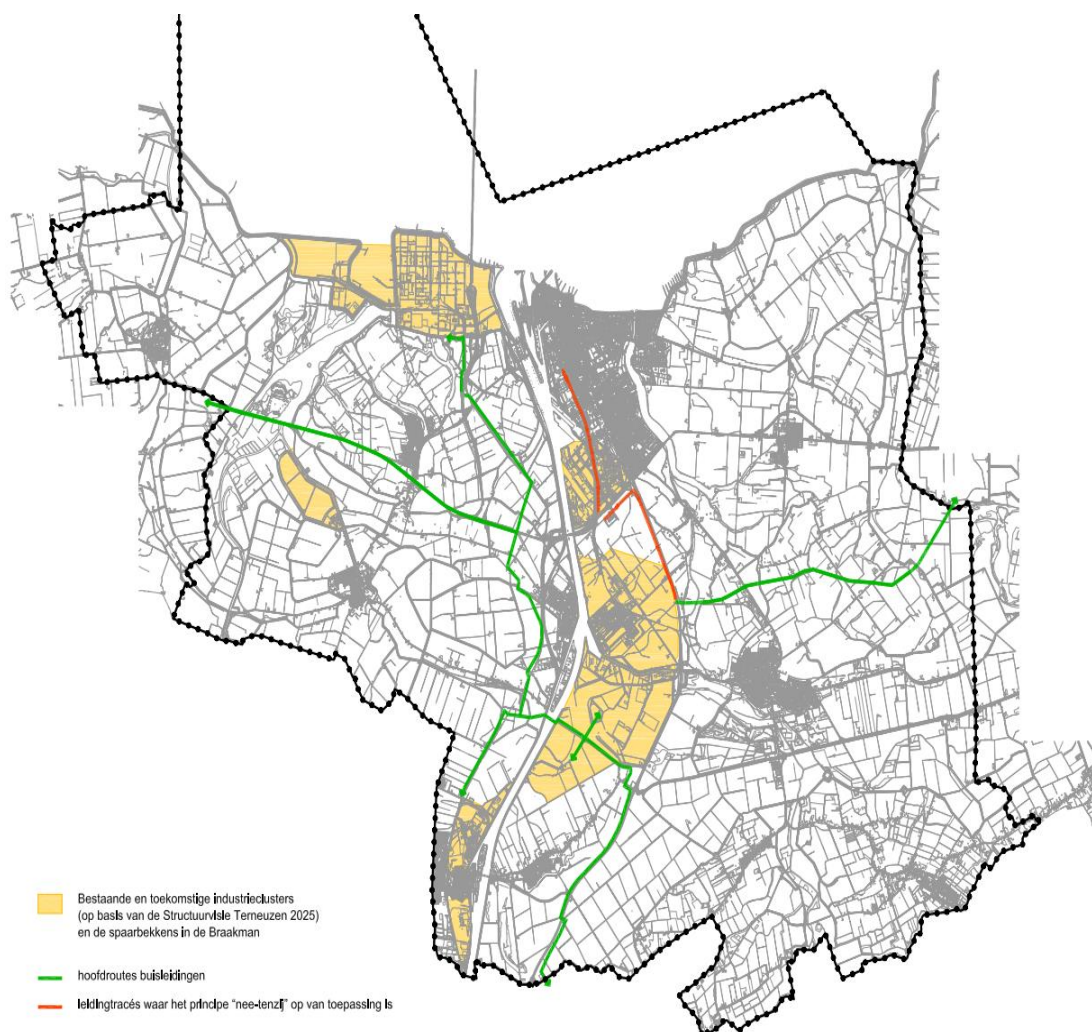 Bestaande en toekomstige industrieclusters
(op basis van de Structuurvisie Terneuzen 2025)
en de spaarbekkens in de Braakman
hoofdroutes buisleidingen
leidingtracés waar het principe "nee-tenzij" op van toepassing is